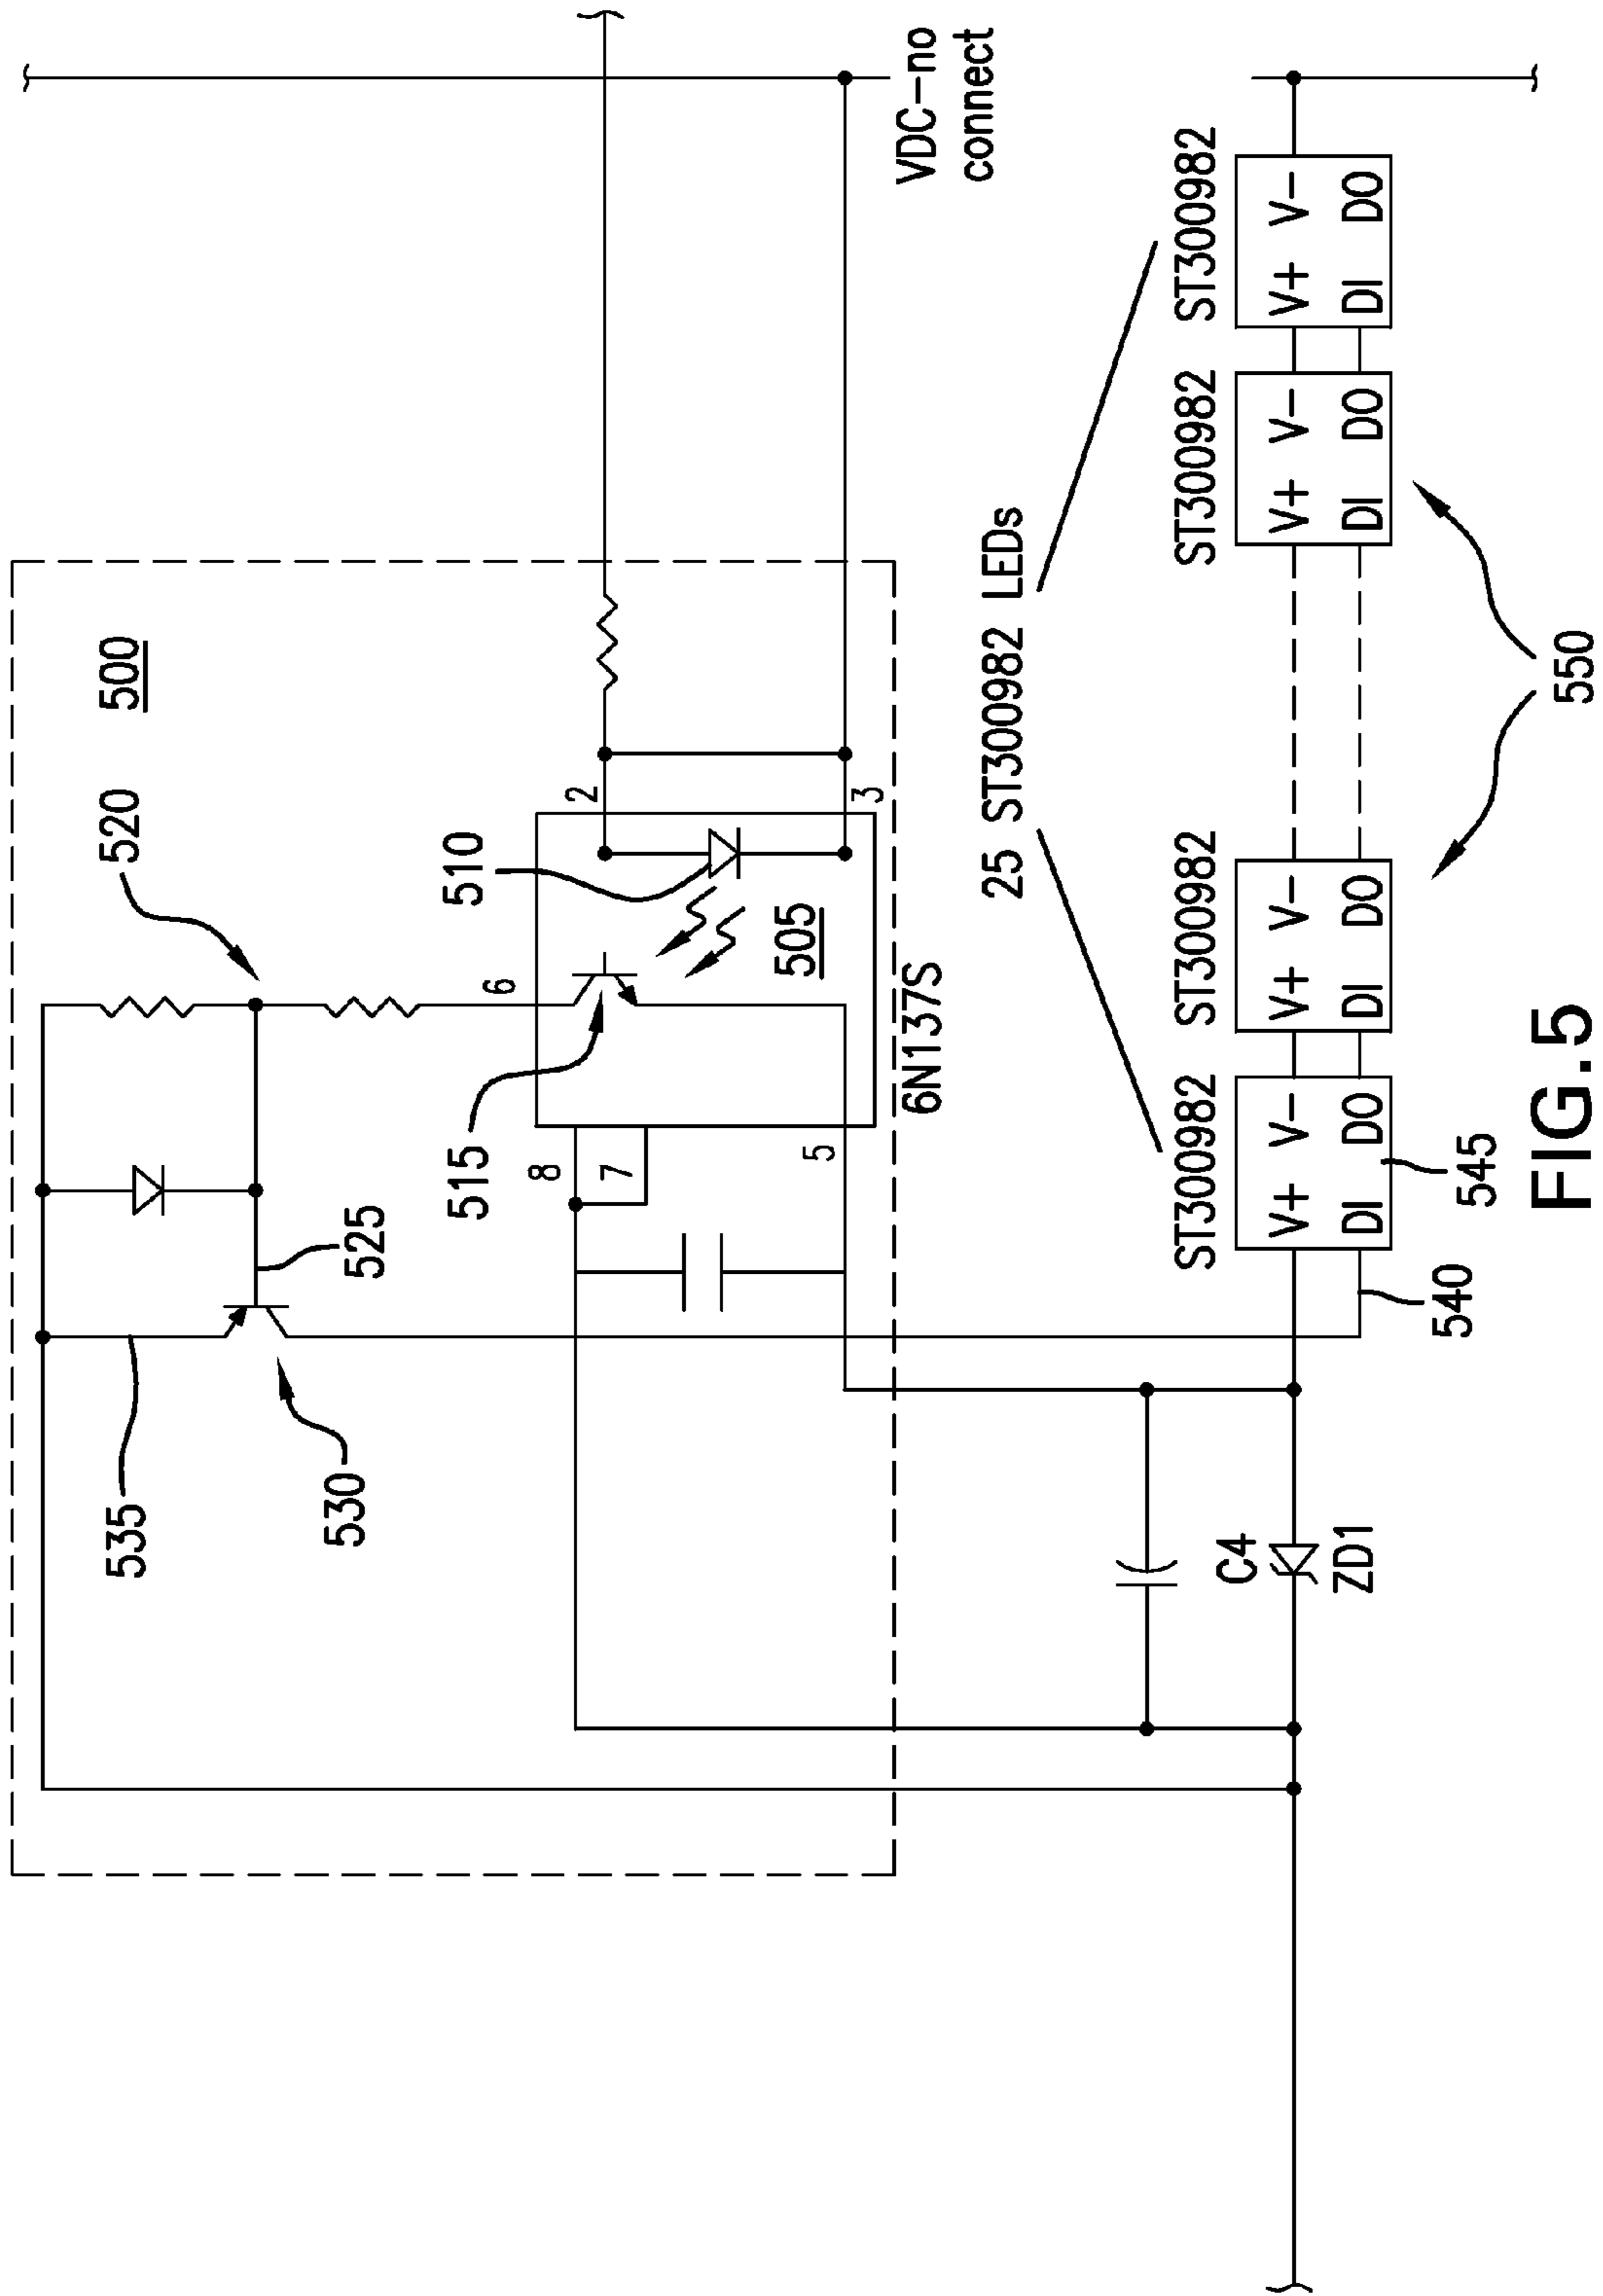 500
520
535
525
530
510
515
505
2
3
6
8
7
5
6N137S
VDC-no
connect
25 ST300982 LEDs
ST300982
V+ V-
DI DO
ST300982
V+ V-
DI DO
ST300982
V+ V-
DI DO
ST300982
V+ V-
DI DO
C4
ZD1
540
545
550
FIG.5